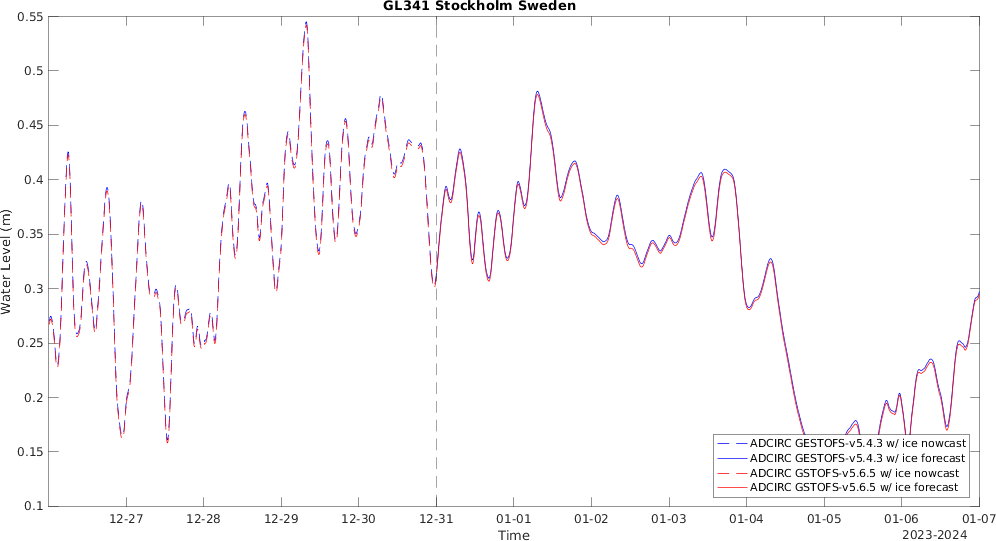 GL341 Stockholm Sweden
0.55
0.5
0.45
0.4
0.35
0.3
0.25
0.2
0.15
0.1
Water Level (m)
ADCIRC GESTOFS-v5.4.3 w/ ice nowcast
ADCIRC GESTOFS-v5.4.3 w/ ice forecast
ADCIRC GSTOFS-v5.6.5 w/ ice nowcast
ADCIRC GSTOFS-v5.6.5 w/ ice forecast
12-27 12-28 12-29 12-30 12-31 01-01 01-02 01-03 01-04 01-05 01-06 01-07
Time
2023-2024